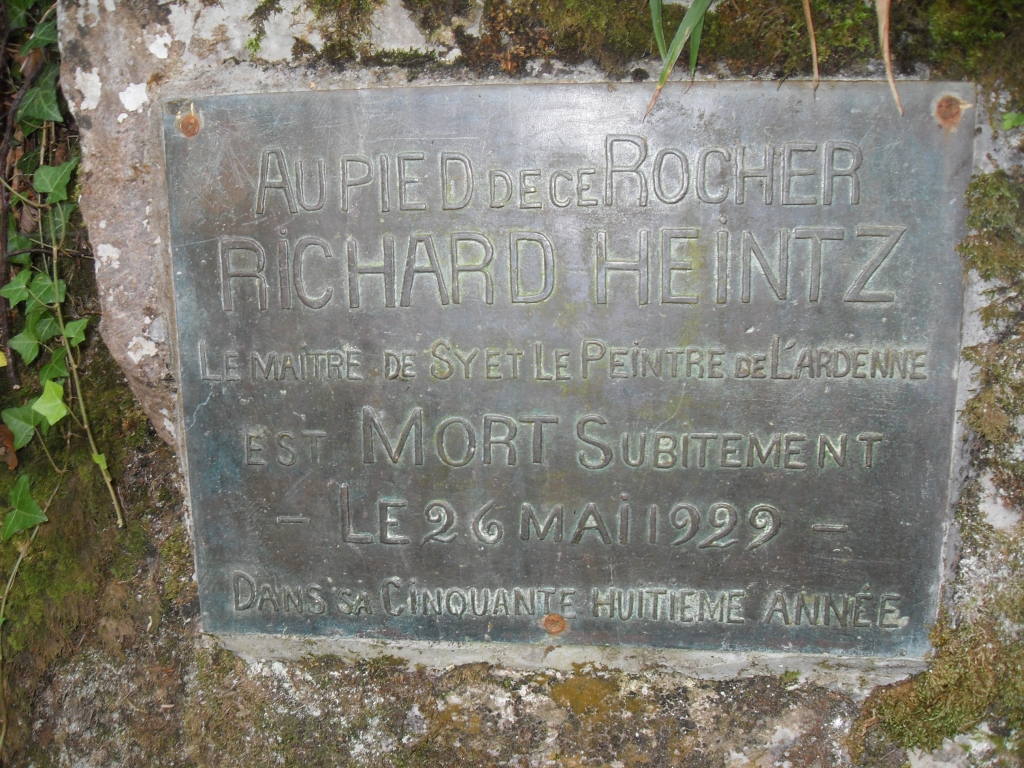 AU PIED DE CE ROCHER
RICHARD HEINTZ
LE MAITRE DE SY ET LE PEINTRE DE L'ARDENNE
EST MORT SUBITEMENT
- LE 26 MAI 1929 -
DANS SA CINQUANTE HUITIEME ANNÉE